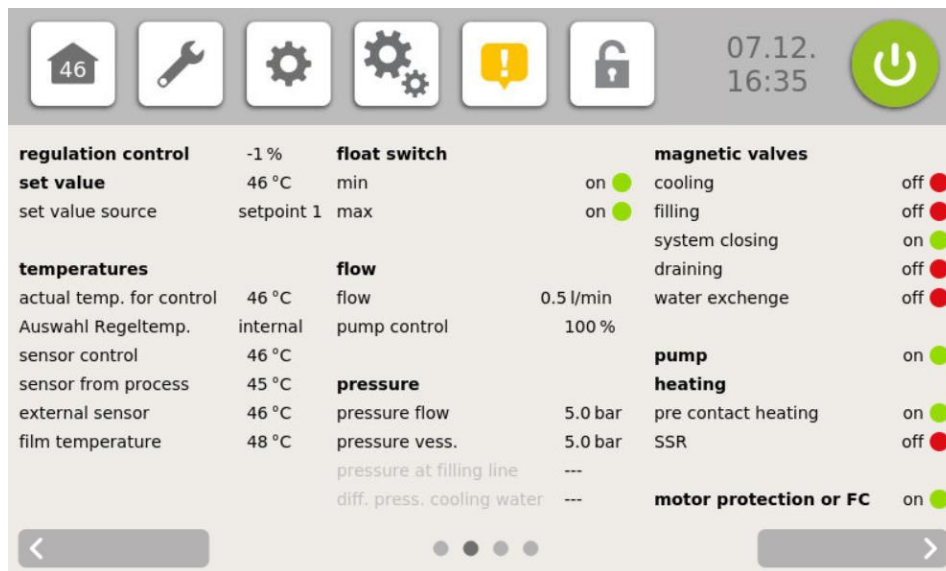 46
07.12.
16:35
regulation control -1 %
set value 46 °C
set value source setpoint 1
temperatures
actual temp. for control 46 °C
Auswahl Regeltemp. internal
sensor control 46 °C
sensor from process 45 °C
external sensor 46 °C
film temperature 48 °C
float switch
min on
max on
flow
flow 0.5 l/min
pump control 100 %
pressure
pressure flow 5.0 bar
pressure vess. 5.0 bar
pressure at filling line ---
diff. press. cooling water ---
magnetic valves
cooling off
filling off
system closing on
draining off
water exchenge off
pump on
heating
pre contact heating on
SSR off
motor protection or FC on